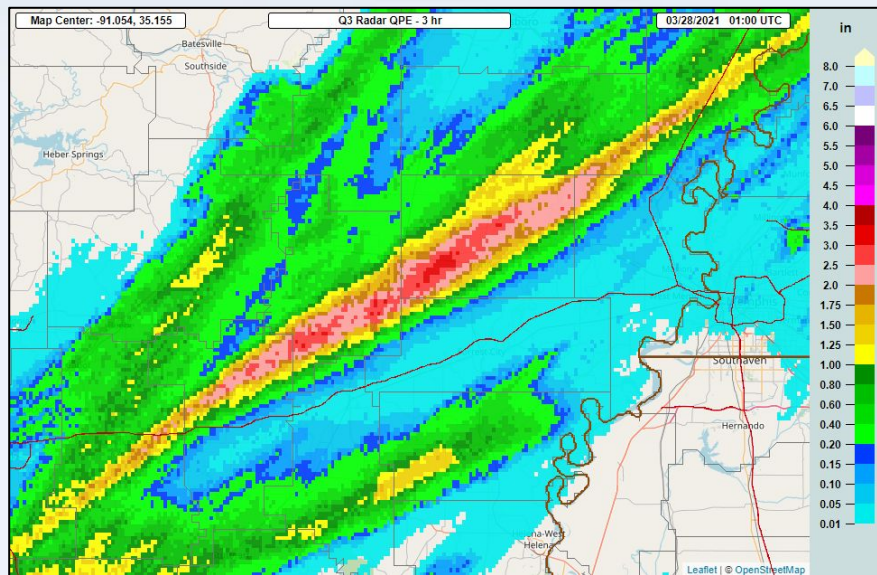 Map Center: -91.054, 35.155
Q3 Radar QPE - 3 hr
03/28/2021 01:00 UTC
in
Batesville
Southside
Heber Springs
Southaven
Hernando
Helena-West
Helena
8.0
7.0
6.5
6.0
5.5
5.0
4.5
4.0
3.5
3.0
2.5
2.0
1.75
1.50
1.25
1.00
0.80
0.60
0.40
0.20
0.15
0.10
0.05
0.01
Leaflet | © OpenStreetMap